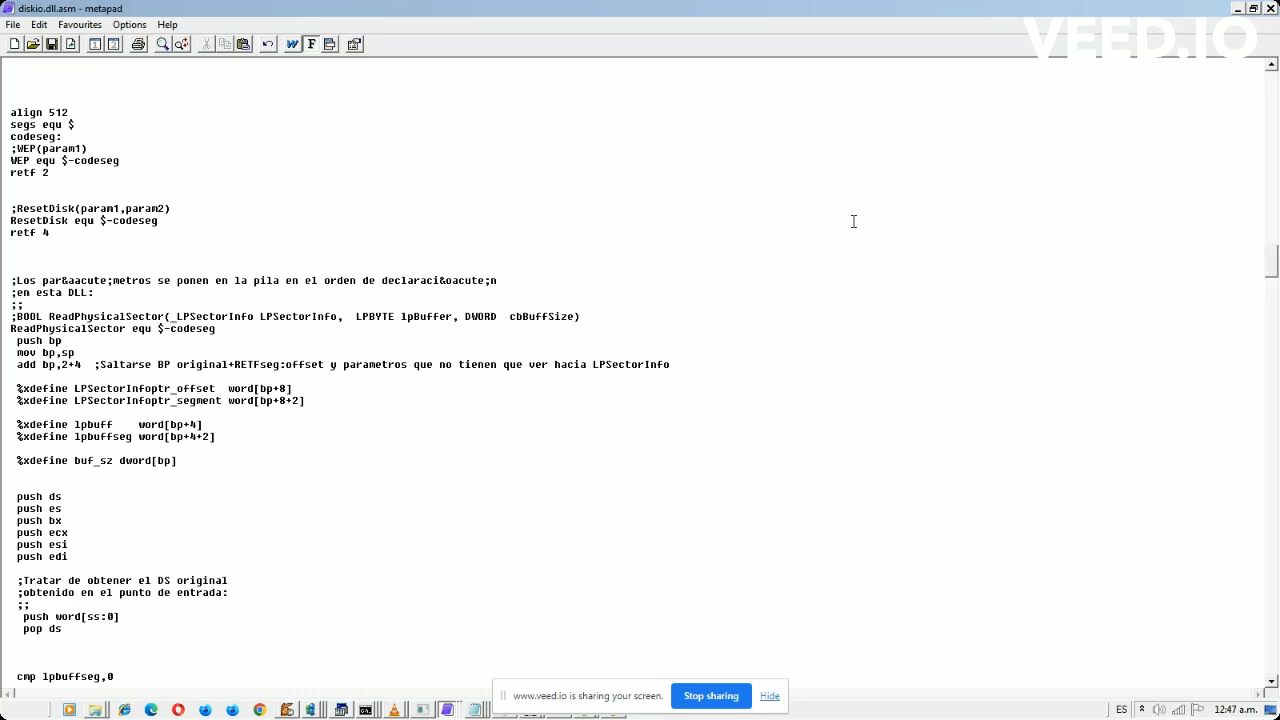 diskio.dll.asm - metapad
File Edit Favourites Options Help
VEED.IO
align 512
segs equ $
codeseg:
;WEP(param1)
WEP equ $-codeseg
retf 2
;ResetDisk(param1,param2)
ResetDisk equ $-codeseg
retf 4
;Los par&aacute;metros se ponen en la pila en el orden de declaraci&oacute;n
;en esta DLL:
;;
;BOOL ReadPhysicalSector(_LPSectorInfo LPSectorInfo,  LPBYTE lpBuffer, DWORD  cbBuffSize)
ReadPhysicalSector equ $-codeseg
push bp
mov bp,sp
add bp,2+4  ;Saltarse BP original+RETFseg:offset y parametros que no tienen que ver hacia LPSectorInfo
%xdefine LPSectorInfoptr_offset  word[bp+8]
%xdefine LPSectorInfoptr_segment word[bp+8+2]
%xdefine lpbuff    word[bp+4]
%xdefine lpbuffseg word[bp+4+2]
%xdefine buf_sz dword[bp]
push ds
push es
push bx
push ecx
push esi
push edi
;Tratar de obtener el DS original
;obtenido en el punto de entrada:
;;
push word[ss:0]
pop ds
cmp lpbuffseg,0
www.veed.io is sharing your screen. Stop sharing Hide
ES 12:47 a.m.